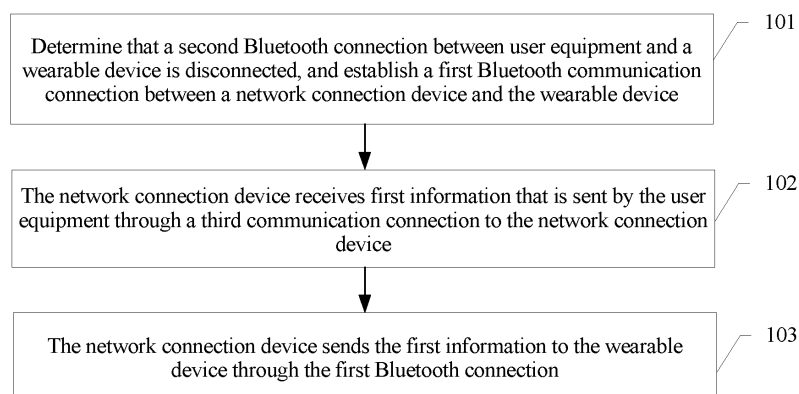 101
Determine that a second Bluetooth connection between user equipment and a
wearable device is disconnected, and establish a first Bluetooth communication
connection between a network connection device and the wearable device
102
The network connection device receives first information that is sent by the user
equipment through a third communication connection to the network connection
device
103
The network connection device sends the first information to the wearable
device through the first Bluetooth connection